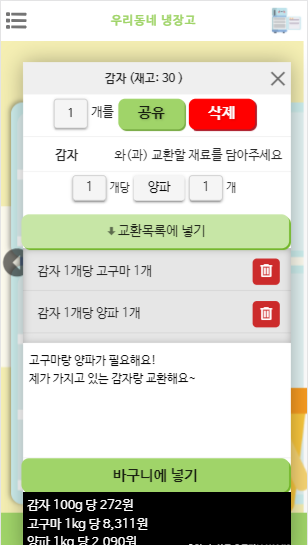 우리동네 냉장고
감자 (재고: 30 )
1 개를 공유 삭제
감자 와(과) 교환할 재료를 담아주세요
1 개당 양파 1 개
교환목록에 넣기
감자 1개당 고구마 1개
감자 1개당 양파 1개
고구마랑 양파가 필요해요!
제가 가지고 있는 감자랑 교환해요~
바구니에 넣기
감자 100g 당 272원
고구마 1kg 당 8,311원
양파 1kg 당 2,090원